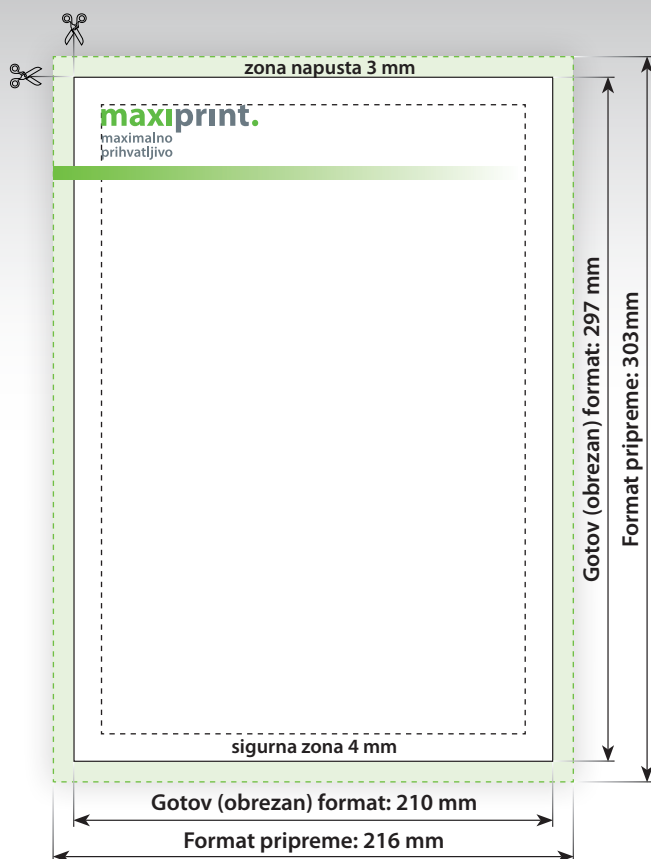 zona napusta 3 mm
maxiprint.
maximalno
prihvatljivo
Gotov (obrezan) format: 297 mm
Format pripreme: 303mm
sigurna zona 4 mm
Gotov (obrezan) format: 210 mm
Format pripreme: 216 mm